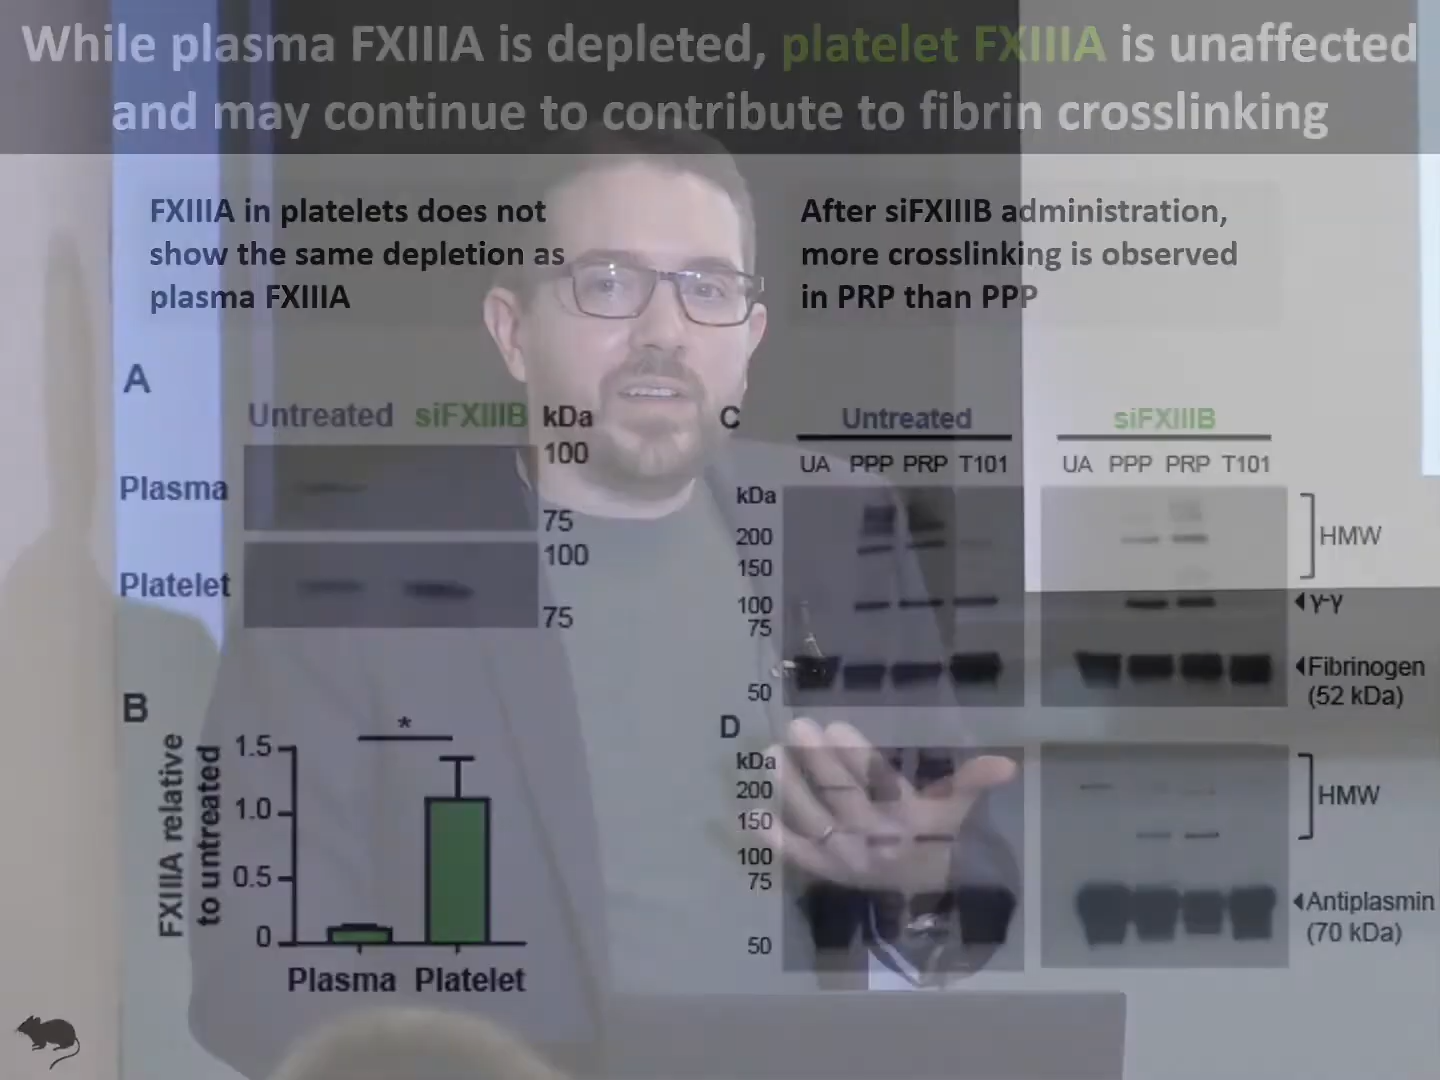 While plasma FXIIIA is depleted, platelet FXIIIA is unaffected
and may continue to contribute to fibrin crosslinking
FXIIIA in platelets does not
show the same depletion as
plasma FXIIIA
A
Untreated siFXIIIB kDa
100
Plasma
75
100
Platelet
75
B
FXIIIA relative
to untreated
1.5
*
1.0
0.5
0
Plasma Platelet
After siFXIIIB administration,
more crosslinking is observed
in PRP than PPP
C
Untreated siFXIIIB
UA PPP PRP T101 UA PPP PRP T101
kDa
200
150
100
75
50
HMW
γ-γ
Fibrinogen
(52 kDa)
D
kDa
200
150
100
75
50
HMW
Antiplasmin
(70 kDa)